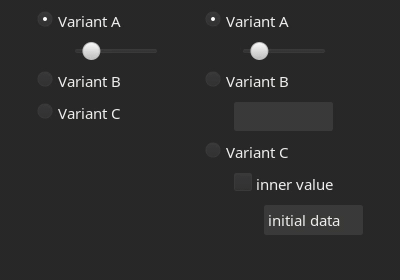 Variant A
Variant B
Variant C
Variant A
Variant B
Variant C
inner value
initial data